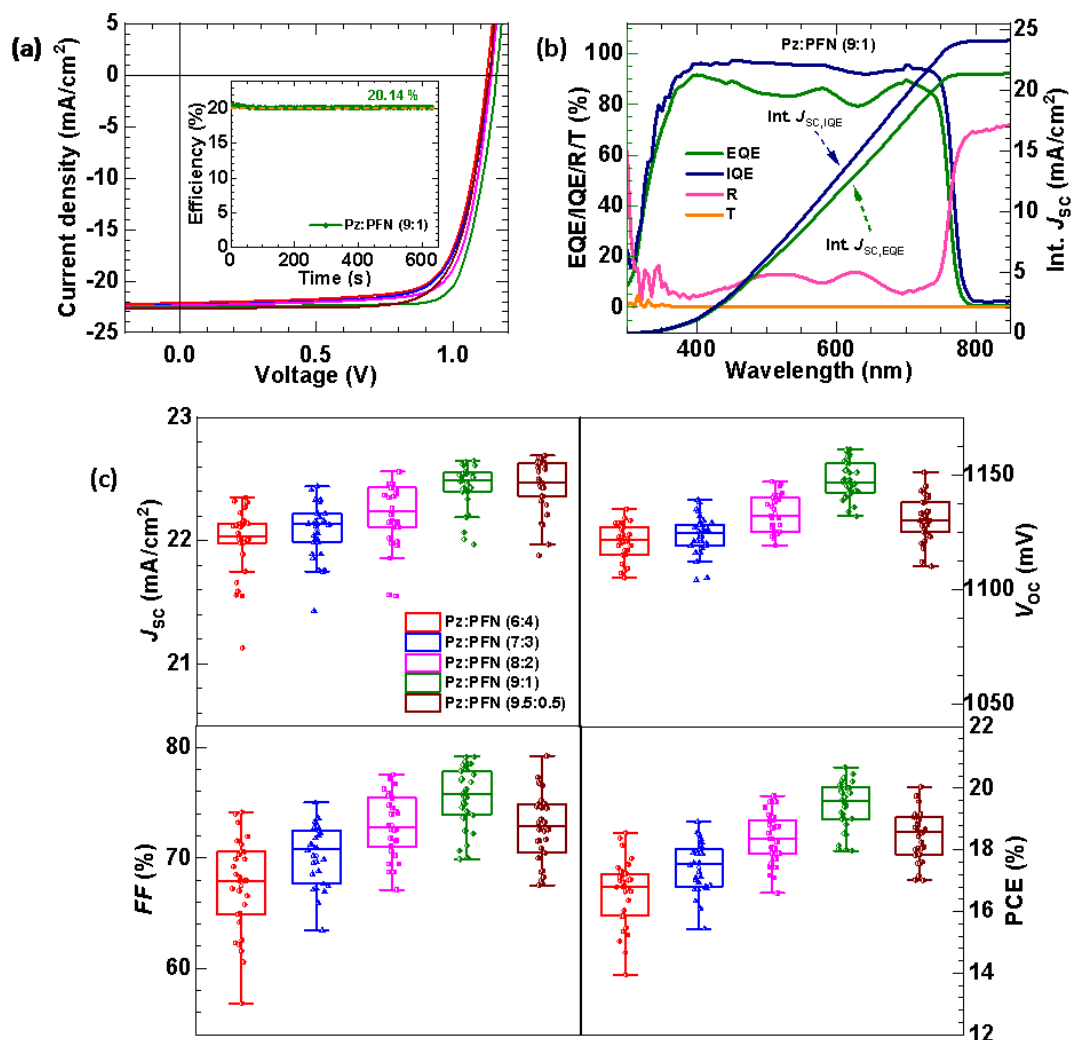 (a)
5
0
-5
-10
-15
-20
-25
Current density (mA/cm²)
0.0
0.5
1.0
Voltage (V)
25
20
15
10
5
0
Efficiency (%)
20.14 %
Pz:PFN (9:1)
0
200
400
600
Time (s)
(b)
100
80
60
40
20
0
EQE/IQE/R/T (%)
Pz:PFN (9:1)
Int. JSC,IQE
EQE
IQE
R
T
Int. JSC,EQE
400
600
800
Wavelength (nm)
25
20
15
10
5
0
Int. JSC (mA/cm²)
(c)
23
22
21
JSC (mA/cm²)
Pz:PFN (6:4)
Pz:PFN (7:3)
Pz:PFN (8:2)
Pz:PFN (9:1)
Pz:PFN (9.5:0.5)
1150
1100
1050
VOC (mV)
80
70
60
FF (%)
22
20
18
16
14
12
PCE (%)